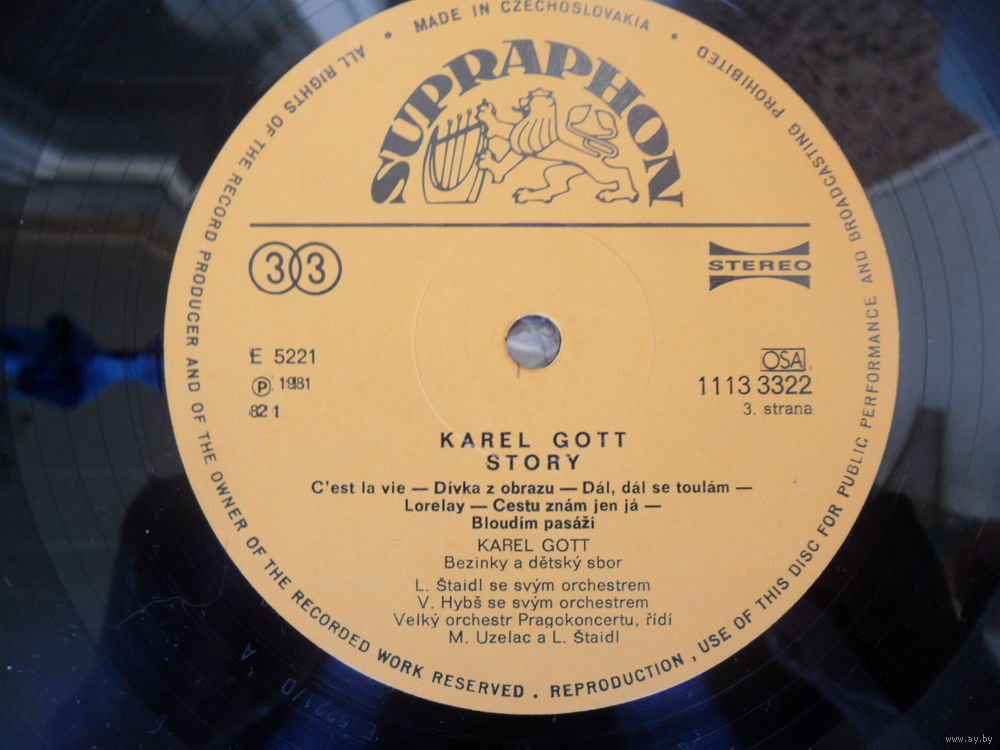 MADE IN CZECHOSLOVAKIA •
ALL RIGHTS OF THE RECORD PRODUCER AND OF THE OWNER OF THE RECORDED WORK RESERVED . REPRODUCTION , USE OF THIS DISC FOR PUBLIC PERFORMANCE AND BROADCASTING PROHIBITED •
SUPRAPHON
33
STEREO
E 5221
Ⓟ 1981
82 1
OSA
1113 3322
3. strana
KAREL GOTT
STORY
C'est la vie — Dívka z obrazu — Dál, dál se toulám —
Lorelay — Cestu znám jen já —
Bloudím pasáží
KAREL GOTT
Bezinky a dětský sbor
L. Štaidl se svým orchestrem
V. Hybš se svým orchestrem
Velký orchestr Pragokoncertu, řídí
M. Uzelac a L. Štaidl
www.ay.by